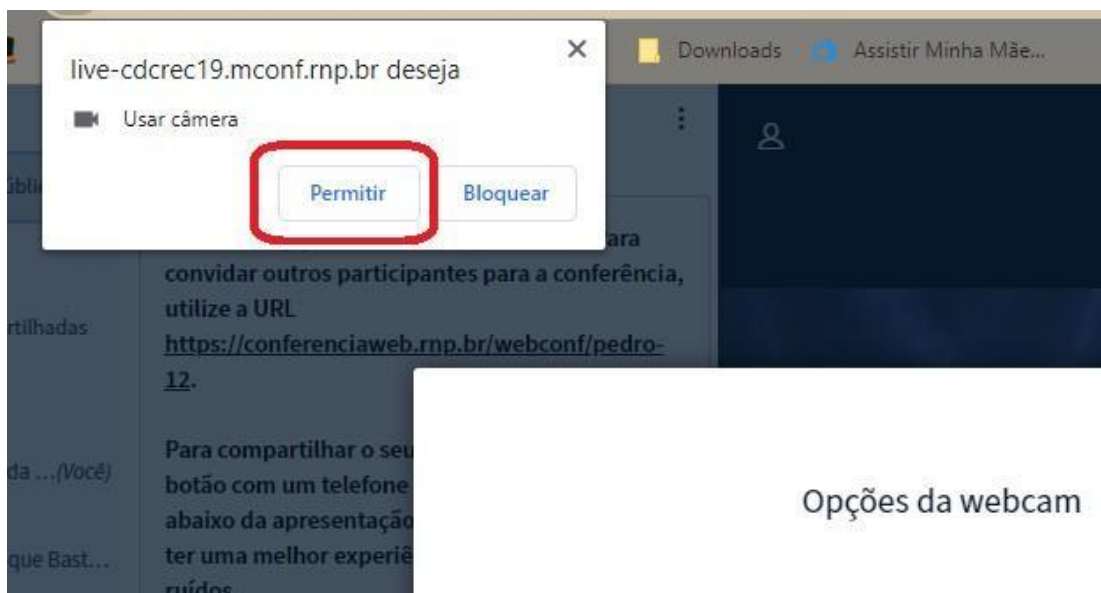 Downloads
Assistir Minha Mãe...
live-cdcrec19.mconf.rnp.br deseja
Usar câmera
Permitir
Bloquear
convidar outros participantes para a conferência,
utilize a URL
https://conferenciaweb.rnp.br/webconf/pedro-
12.
rtilhadas
Para compartilhar o seu
botão com um telefone
abaixo da apresentação
ter uma melhor experiê
ruídos
da ...(Você)
que Bast...
Opções da webcam